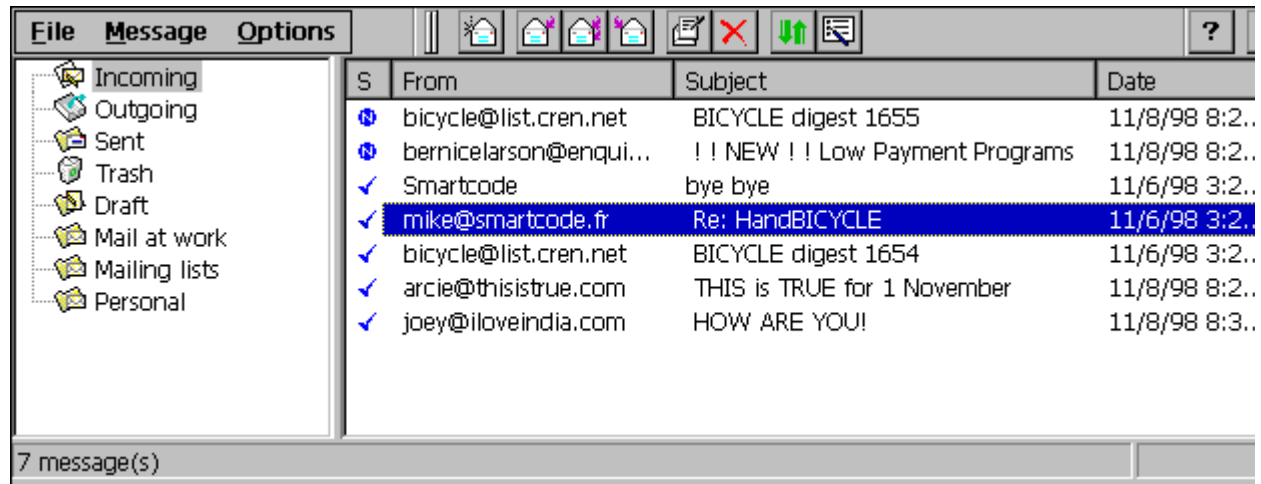 File Message Options ?
Incoming
Outgoing
Sent
Trash
Draft
Mail at work
Mailing lists
Personal
S From Subject Date
N bicycle@list.cren.net BICYCLE digest 1655 11/8/98 8:2...
N bernicelarson@enqui... ! ! NEW ! ! Low Payment Programs 11/8/98 8:2...
Smartcode bye bye 11/6/98 3:2...
mike@smartcode.fr Re: HandBICYCLE 11/6/98 3:2...
bicycle@list.cren.net BICYCLE digest 1654 11/6/98 3:2...
arcie@thisistrue.com THIS is TRUE for 1 November 11/8/98 8:2...
joey@iloveindia.com HOW ARE YOU! 11/8/98 8:3...
7 message(s)